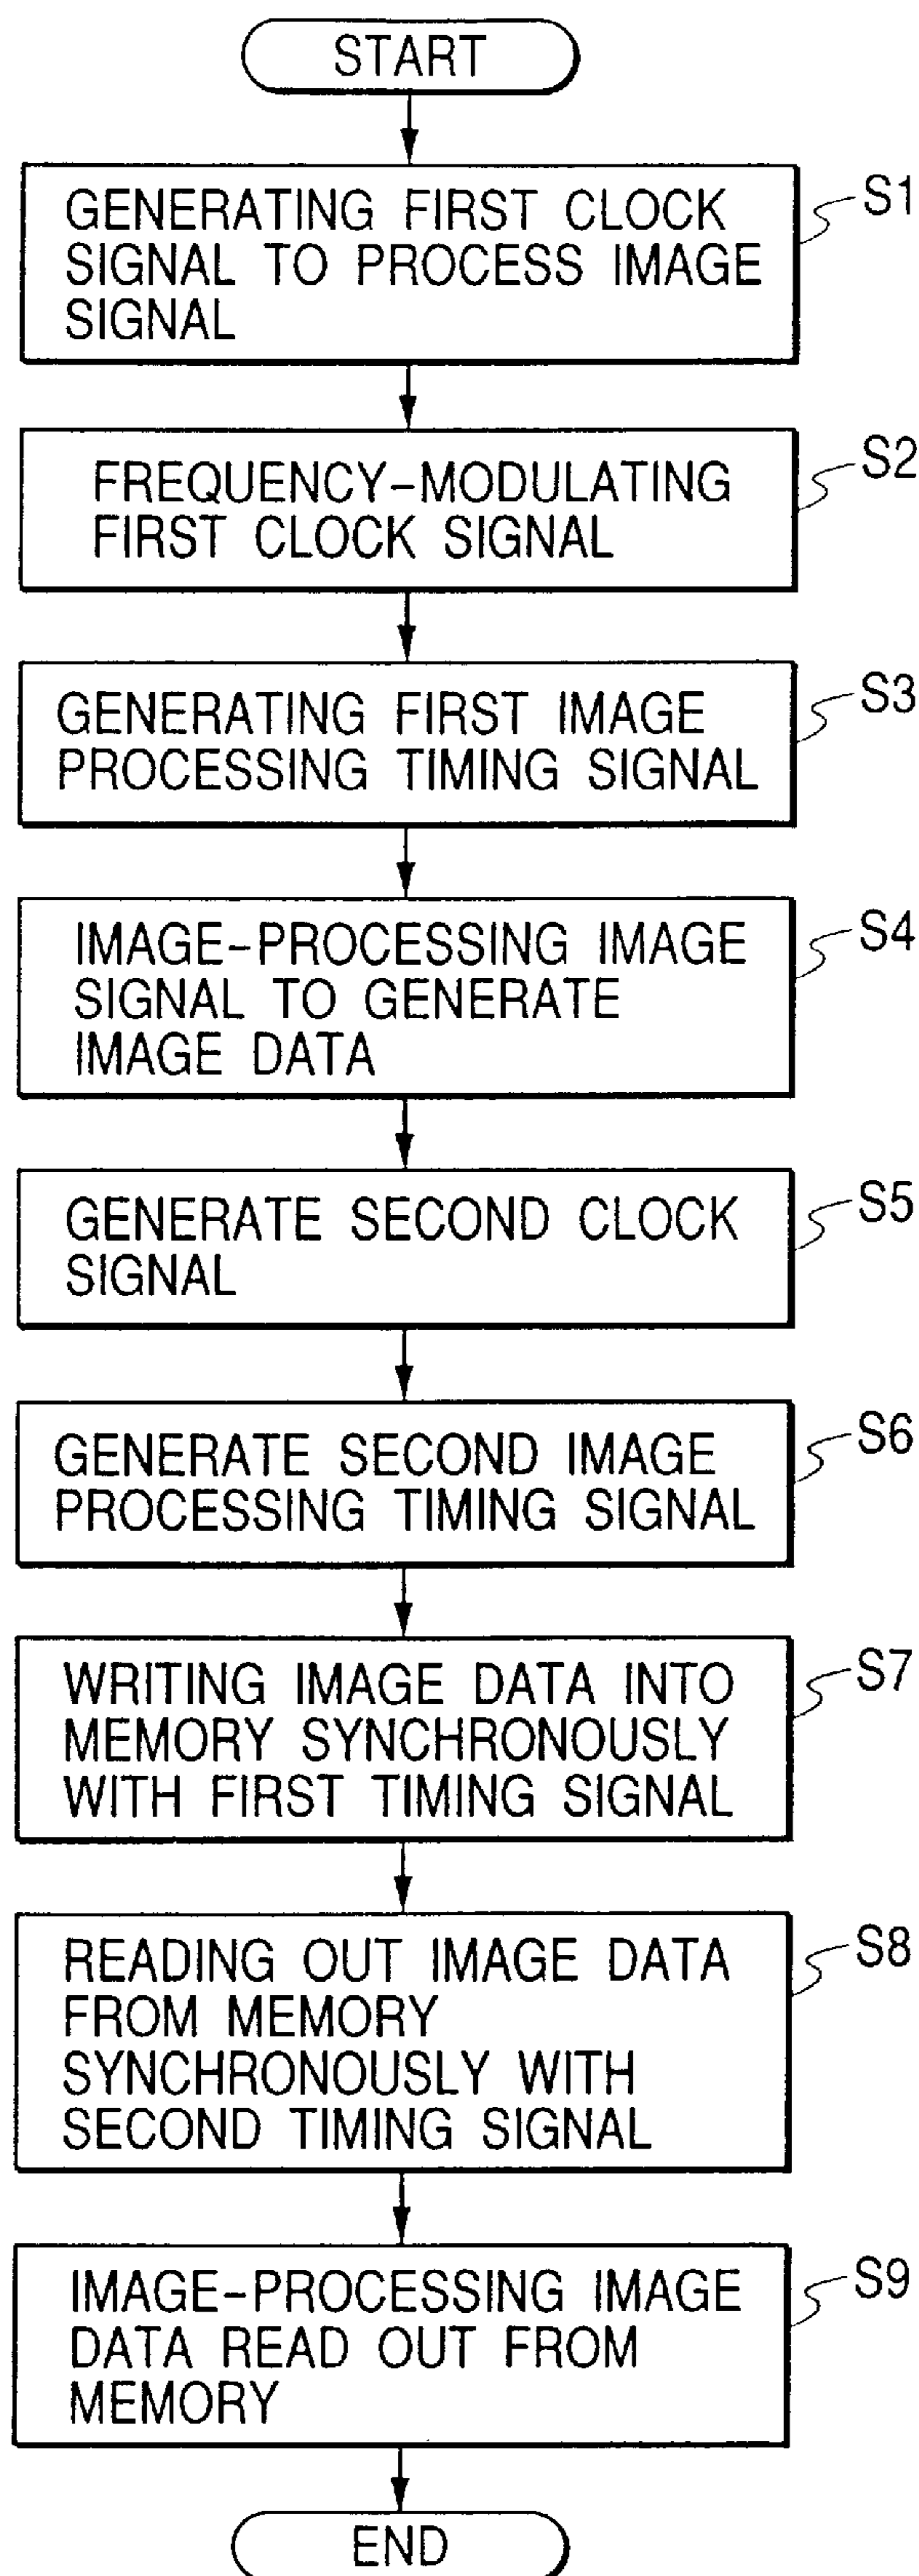 START
GENERATING FIRST CLOCK
SIGNAL TO PROCESS IMAGE
SIGNAL
S1
FREQUENCY-MODULATING
FIRST CLOCK SIGNAL
S2
GENERATING FIRST IMAGE
PROCESSING TIMING SIGNAL
S3
IMAGE-PROCESSING IMAGE
SIGNAL TO GENERATE
IMAGE DATA
S4
GENERATE SECOND CLOCK
SIGNAL
S5
GENERATE SECOND IMAGE
PROCESSING TIMING SIGNAL
S6
WRITING IMAGE DATA INTO
MEMORY SYNCHRONOUSLY
WITH FIRST TIMING SIGNAL
S7
READING OUT IMAGE DATA
FROM MEMORY
SYNCHRONOUSLY WITH
SECOND TIMING SIGNAL
S8
IMAGE-PROCESSING IMAGE
DATA READ OUT FROM
MEMORY
S9
END